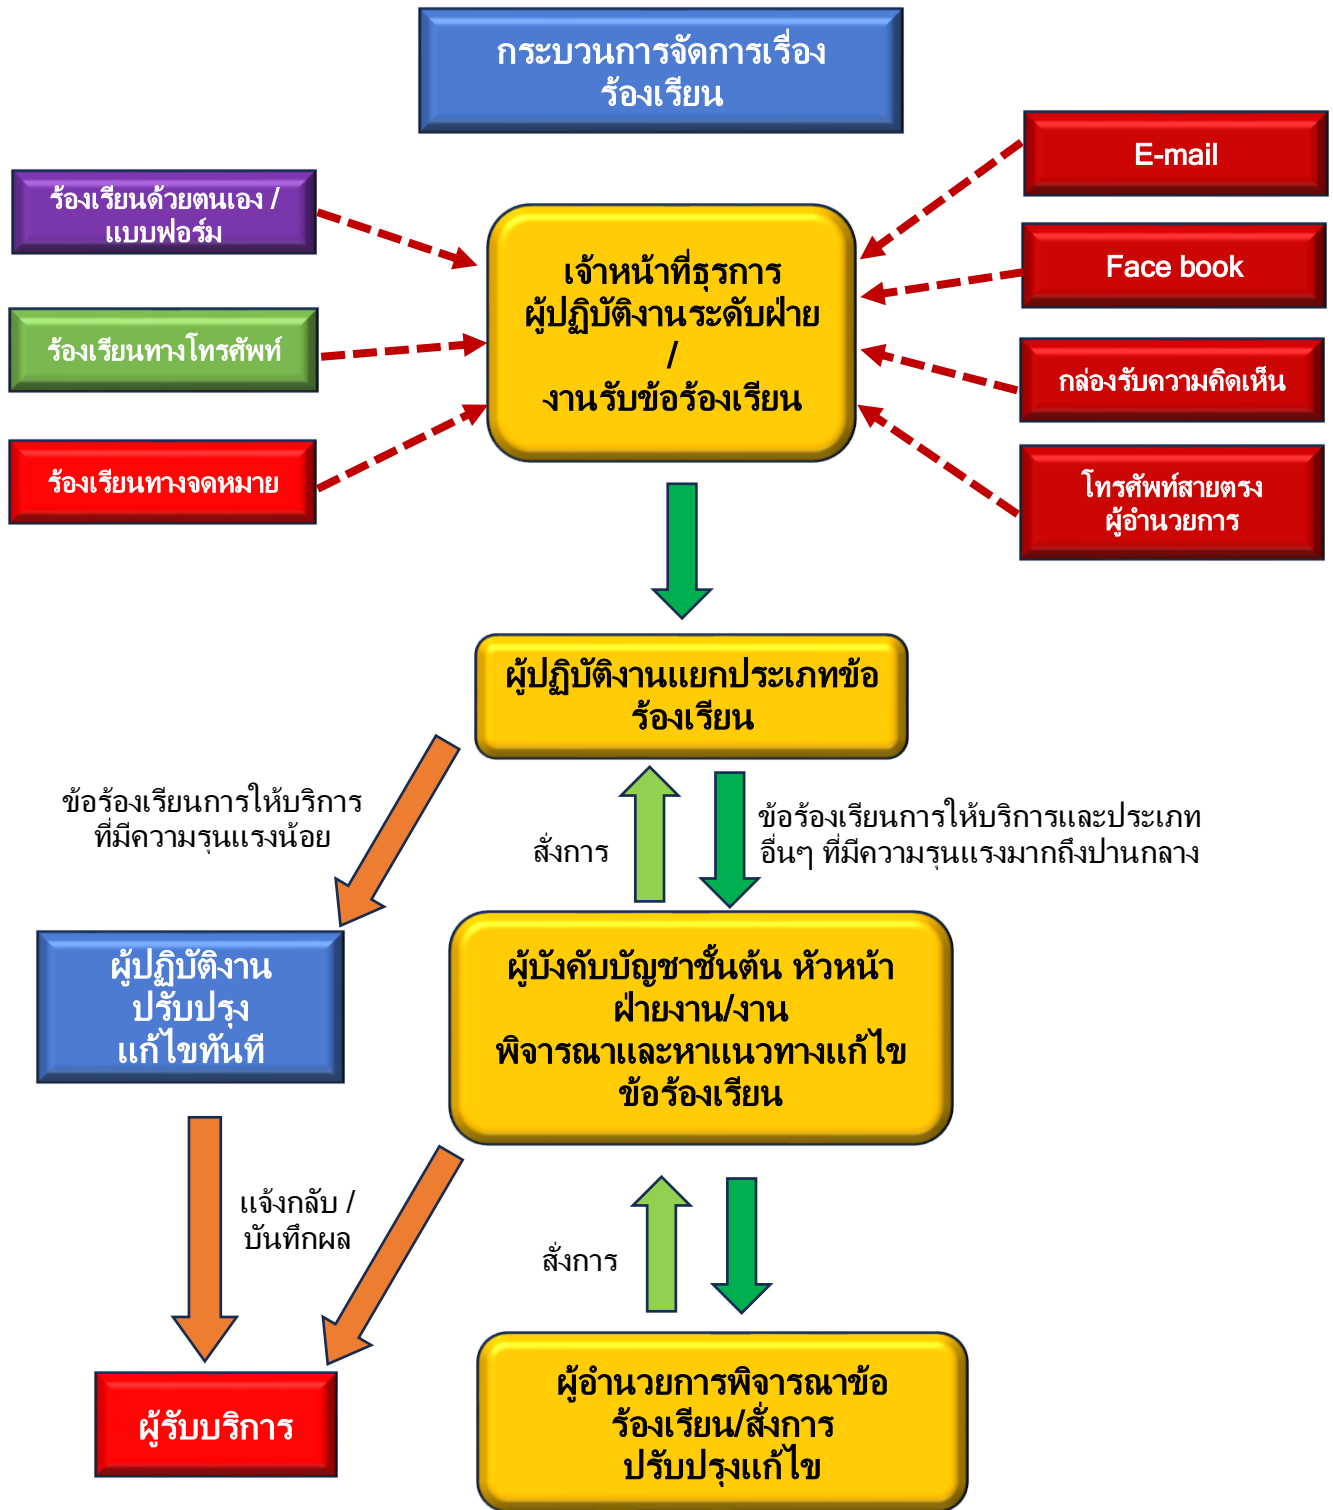 กระบวนการจัดการเรื่อง
ร้องเรียน
ร้องเรียนด้วยตนเอง /
แบบฟอร์ม
ร้องเรียนทางโทรศัพท์
ร้องเรียนทางจดหมาย
เจ้าหน้าที่ธุรการ
ผู้ปฏิบัติงานระดับฝ่าย
/
งานรับข้อร้องเรียน
E-mail
Face book
กล่องรับความคิดเห็น
โทรศัพท์สายตรง
ผู้อำนวยการ
ผู้ปฏิบัติงานแยกประเภทข้อ
ร้องเรียน
ข้อร้องเรียนการให้บริการ
ที่มีความรุนแรงน้อย
สั่งการ
ข้อร้องเรียนการให้บริการและประเภท
อื่นๆ ที่มีความรุนแรงมากถึงปานกลาง
ผู้ปฏิบัติงาน
ปรับปรุง
แก้ไขทันที
ผู้บังคับบัญชาชั้นต้น หัวหน้า
ฝ่ายงาน/งาน
พิจารณาและหาแนวทางแก้ไข
ข้อร้องเรียน
แจ้งกลับ /
บันทึกผล
สั่งการ
ผู้รับบริการ
ผู้อำนวยการพิจารณาข้อ
ร้องเรียน/สั่งการ
ปรับปรุงแก้ไข